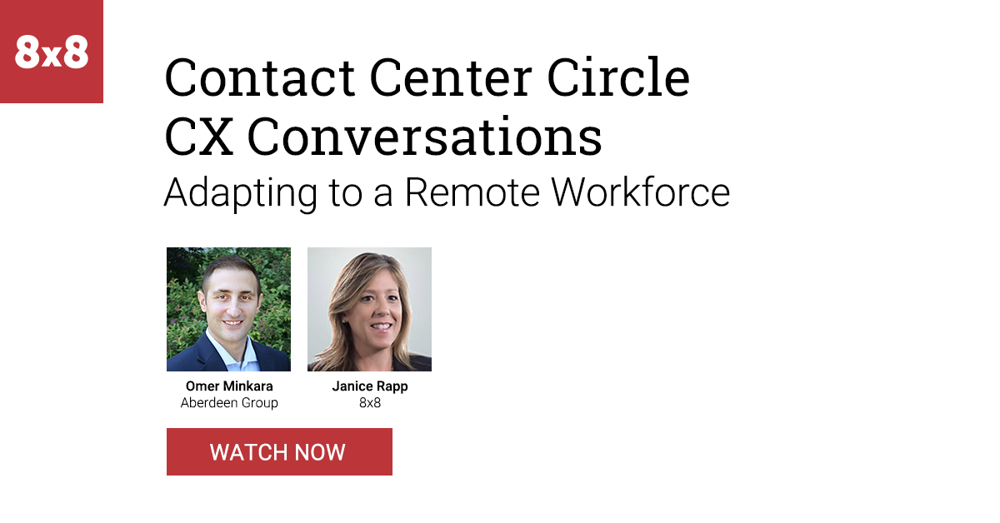 8x8
Contact Center Circle
CX Conversations
Adapting to a Remote Workforce
Omer Minkara
Aberdeen Group
Janice Rapp
8x8
WATCH NOW